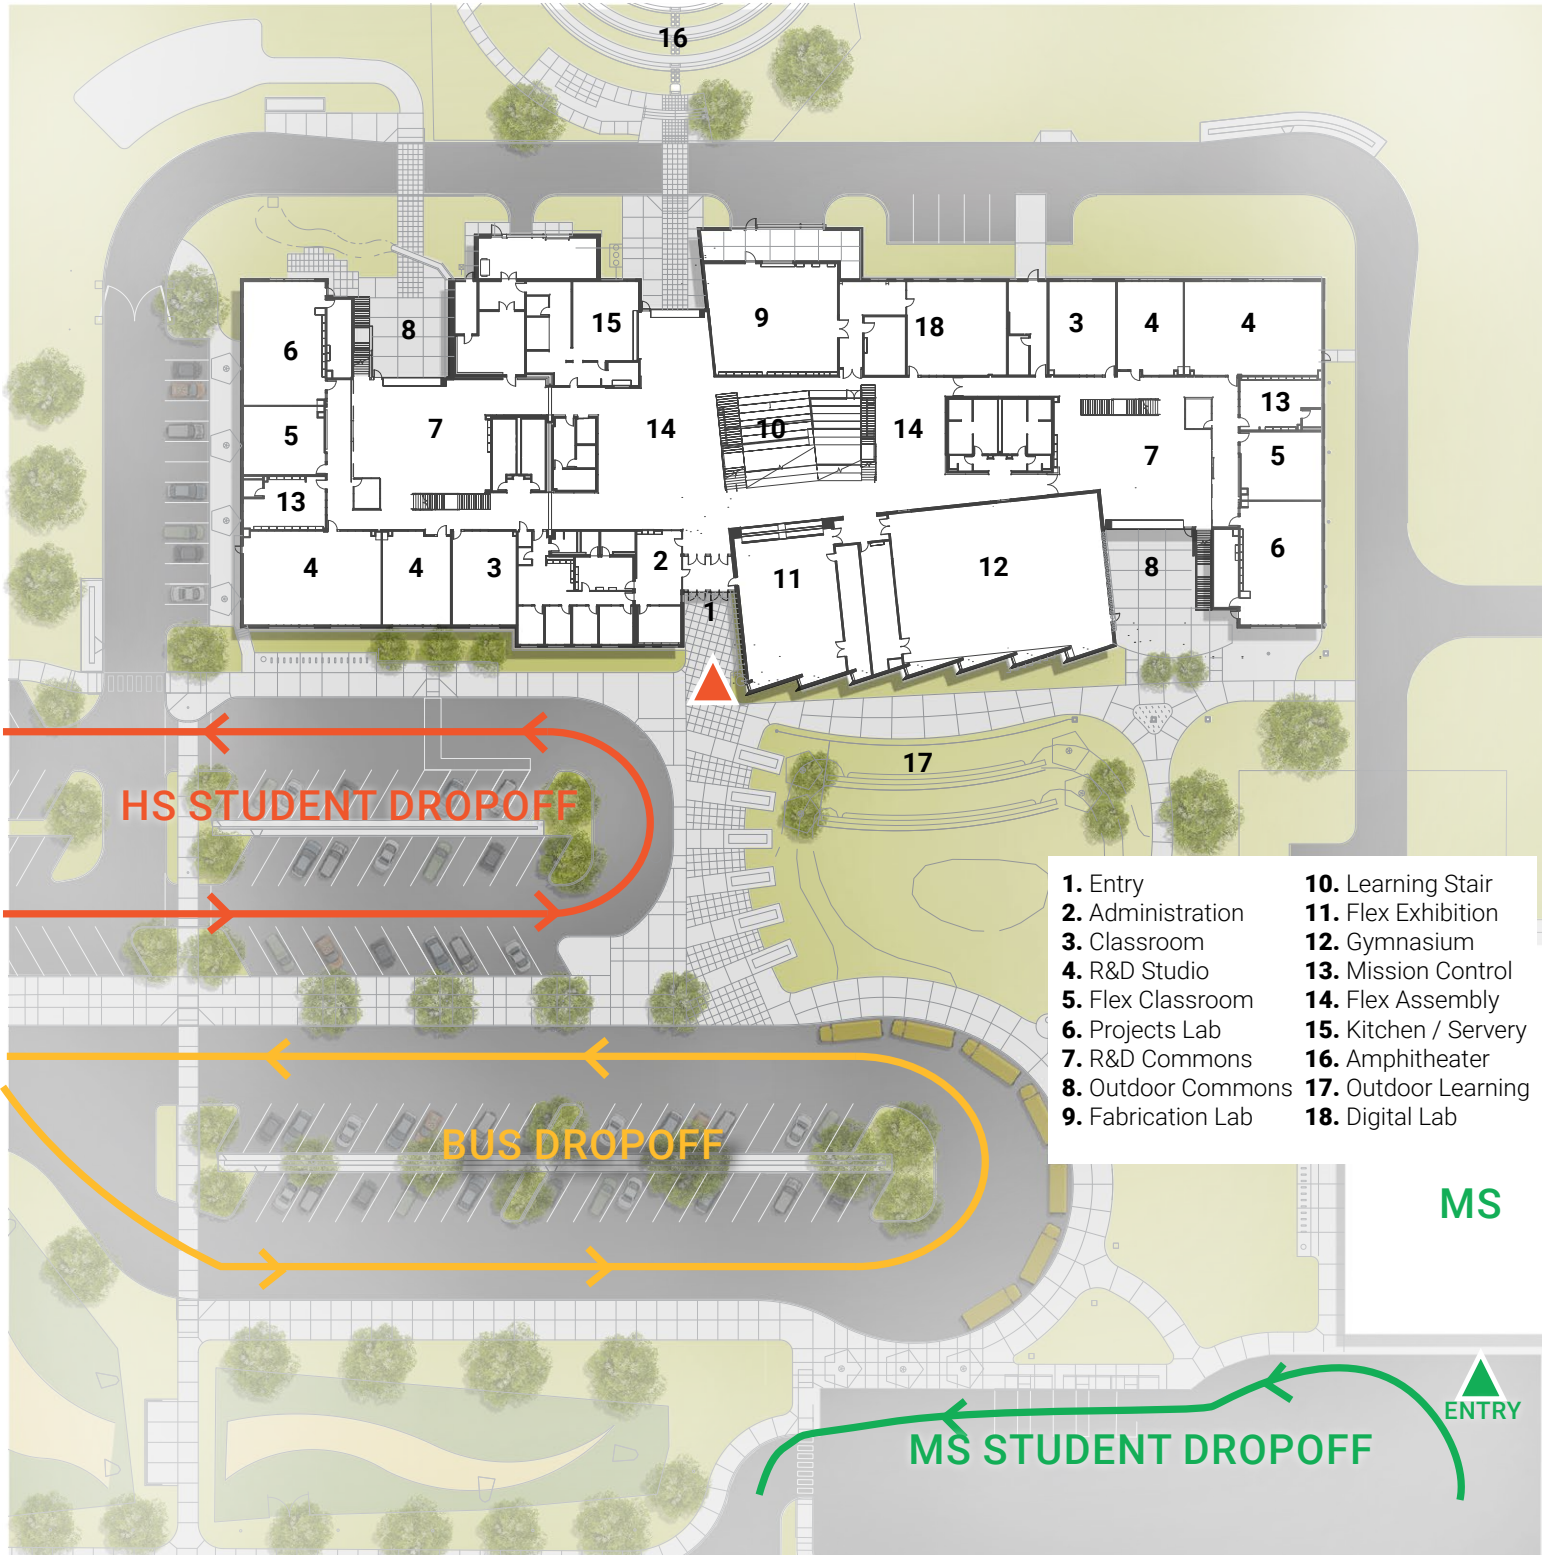 16
8
15
9
18
3
4
4
6
7
14
10
14
13
5
7
5
13
6
4
4
3
2
11
12
8
1
17
HS STUDENT DROPOFF
1. Entry
2. Administration
3. Classroom
4. R&D Studio
5. Flex Classroom
6. Projects Lab
7. R&D Commons
8. Outdoor Commons
9. Fabrication Lab
10. Learning Stair
11. Flex Exhibition
12. Gymnasium
13. Mission Control
14. Flex Assembly
15. Kitchen / Servery
16. Amphitheater
17. Outdoor Learning
18. Digital Lab
BUS DROPOFF
MS
ENTRY
MS STUDENT DROPOFF